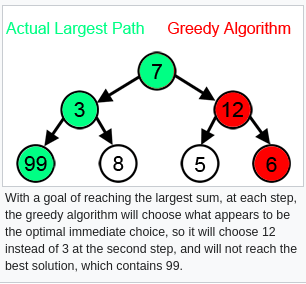 Actual Largest Path Greedy Algorithm
7
3 12
99 8 5 6
With a goal of reaching the largest sum, at each step,
the greedy algorithm will choose what appears to be
the optimal immediate choice, so it will choose 12
instead of 3 at the second step, and will not reach the
best solution, which contains 99.